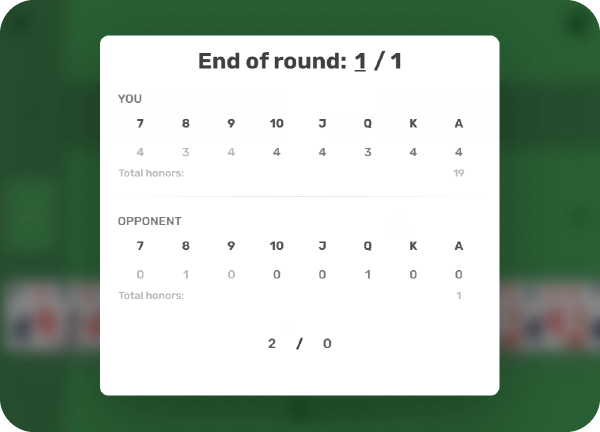 End of round: 1 / 1
YOU
7 8 9 10 J Q K A
4 3 4 4 4 3 4 4
Total honors: 19
OPPONENT
7 8 9 10 J Q K A
0 1 0 0 0 1 0 0
Total honors: 1
2 / 0